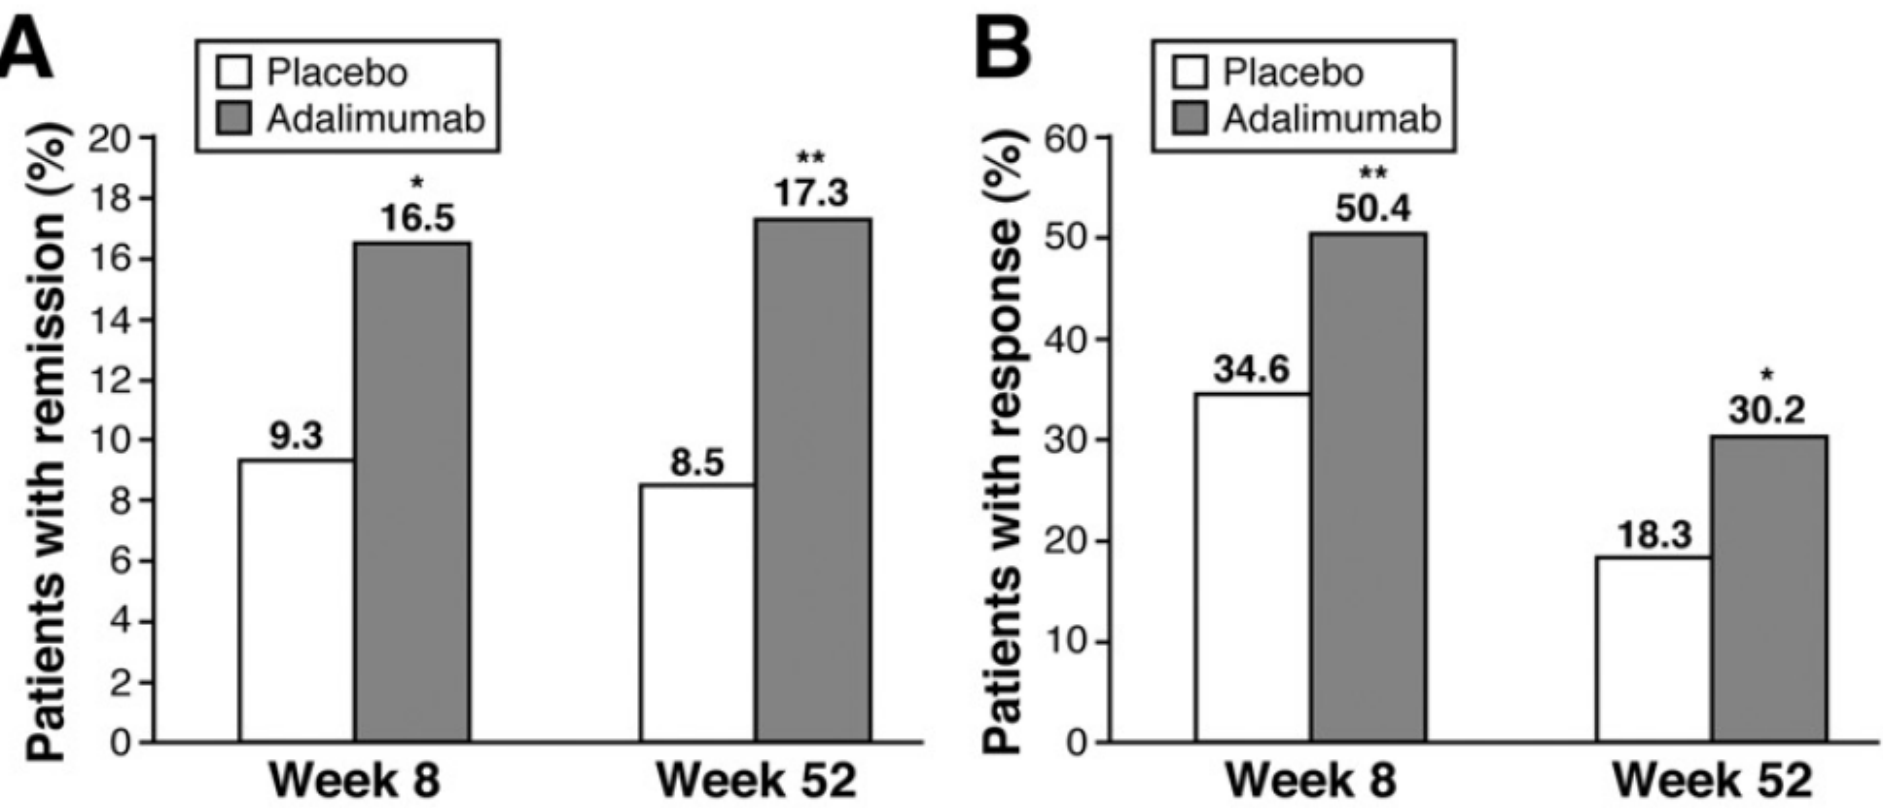 A
Placebo
Adalimumab
Patients with remission (%)
20
18
16
14
12
10
8
6
4
2
0
9.3
*
16.5
8.5
**
17.3
Week 8
Week 52
B
Placebo
Adalimumab
Patients with response (%)
60
50
40
30
20
10
0
34.6
**
50.4
18.3
*
30.2
Week 8
Week 52